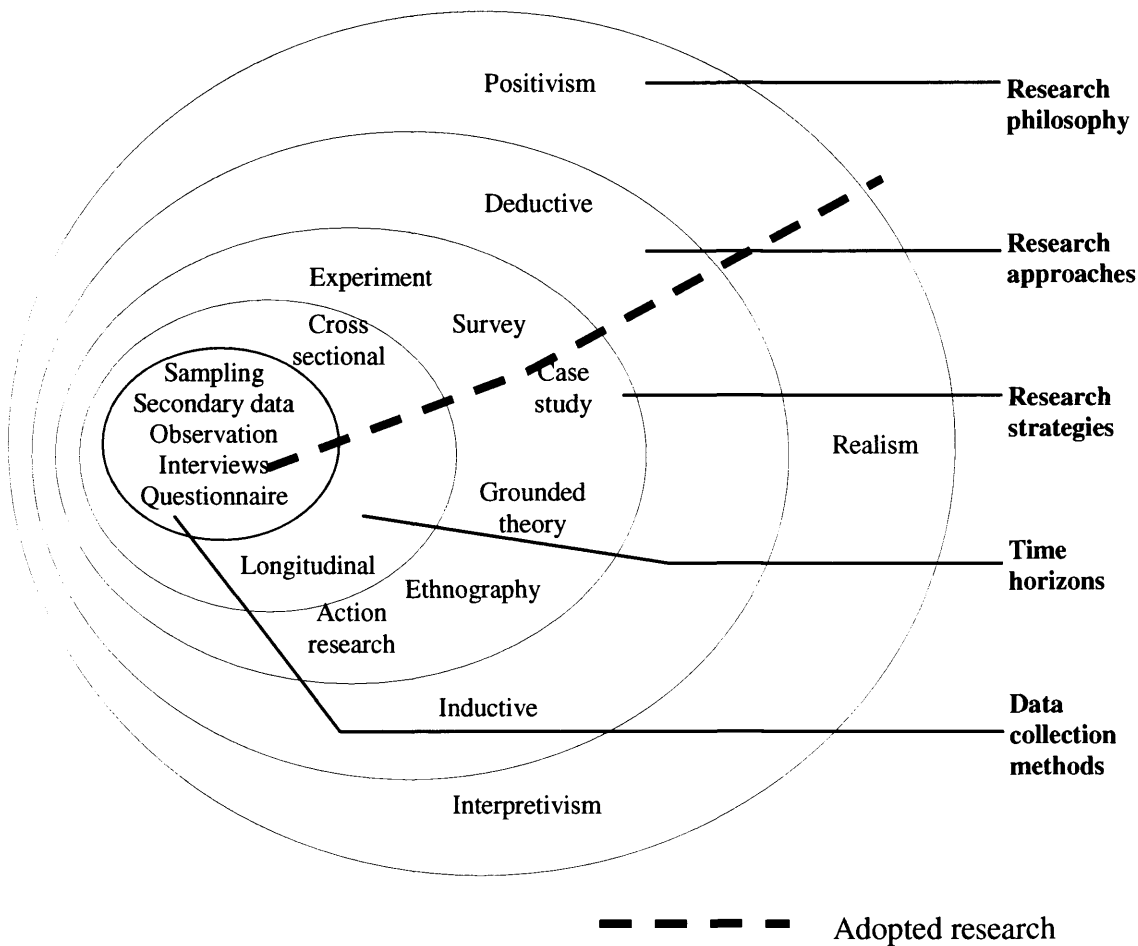 Positivism
Research
philosophy
Deductive
Research
approaches
Experiment
Cross
sectional
Survey
Sampling
Secondary data
Observation
Interviews
Questionnaire
Case
study
Research
strategies
Realism
Grounded
theory
Longitudinal
Ethnography
Time
horizons
Action
research
Inductive
Data
collection
methods
Interpretivism
Adopted research